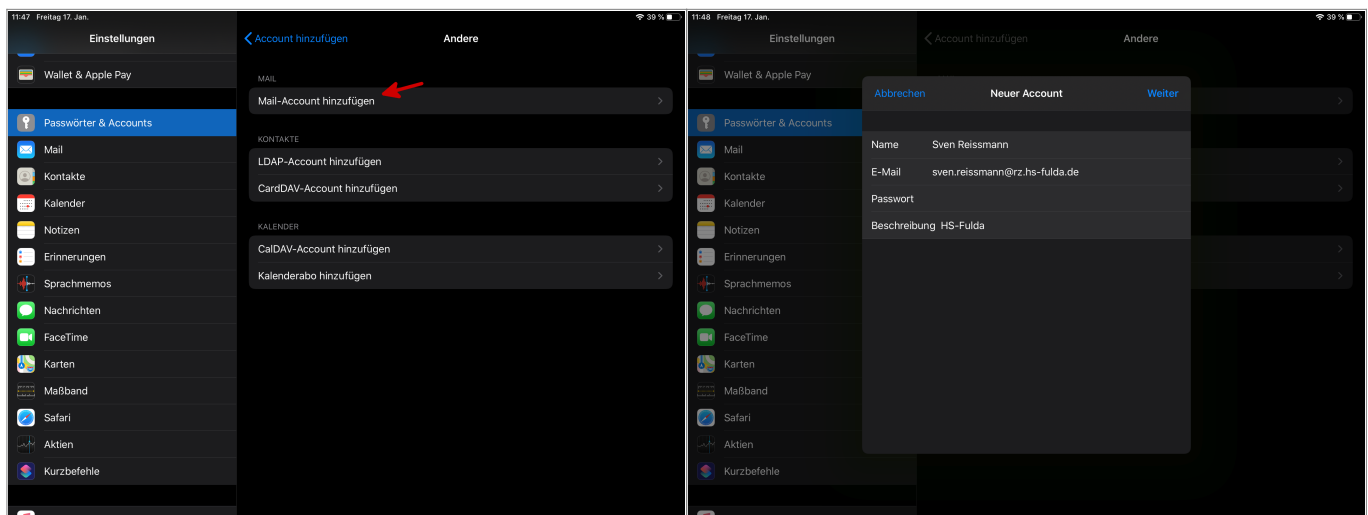 11:47 Freitag 17. Jan.
39 %
Einstellungen
Wallet & Apple Pay
Passwörter & Accounts
Mail
Kontakte
Kalender
Notizen
Erinnerungen
Sprachmemos
Nachrichten
FaceTime
Karten
Maßband
Safari
Aktien
Kurzbefehle
Account hinzufügen
Andere
MAIL
Mail-Account hinzufügen
KONTAKTE
LDAP-Account hinzufügen
CardDAV-Account hinzufügen
KALENDER
CalDAV-Account hinzufügen
Kalenderabo hinzufügen
11:48 Freitag 17. Jan.
39 %
Einstellungen
Wallet & Apple Pay
Passwörter & Accounts
Mail
Kontakte
Kalender
Notizen
Erinnerungen
Sprachmemos
Nachrichten
FaceTime
Karten
Maßband
Safari
Aktien
Kurzbefehle
Account hinzufügen
Andere
Abbrechen
Neuer Account
Weiter
Name Sven Reissmann
E-Mail sven.reissmann@rz.hs-fulda.de
Passwort
Beschreibung HS-Fulda